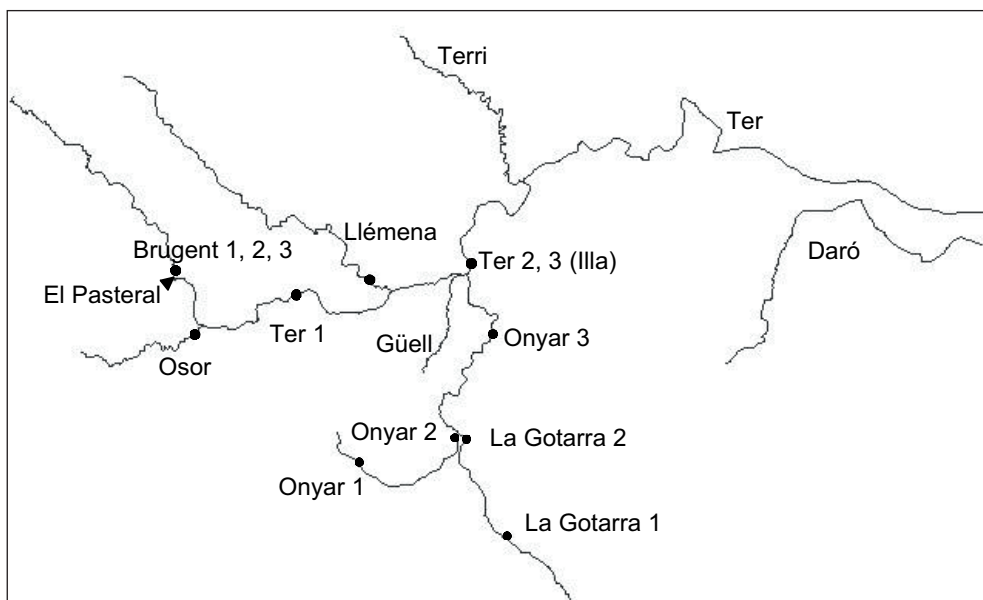 Terri
Ter
Llémena
Brugent 1, 2, 3
Daró
Ter 2, 3 (Illa)
El Pasteral
Ter 1
Güell
Onyar 3
Osor
Onyar 2
La Gotarra 2
Onyar 1
La Gotarra 1